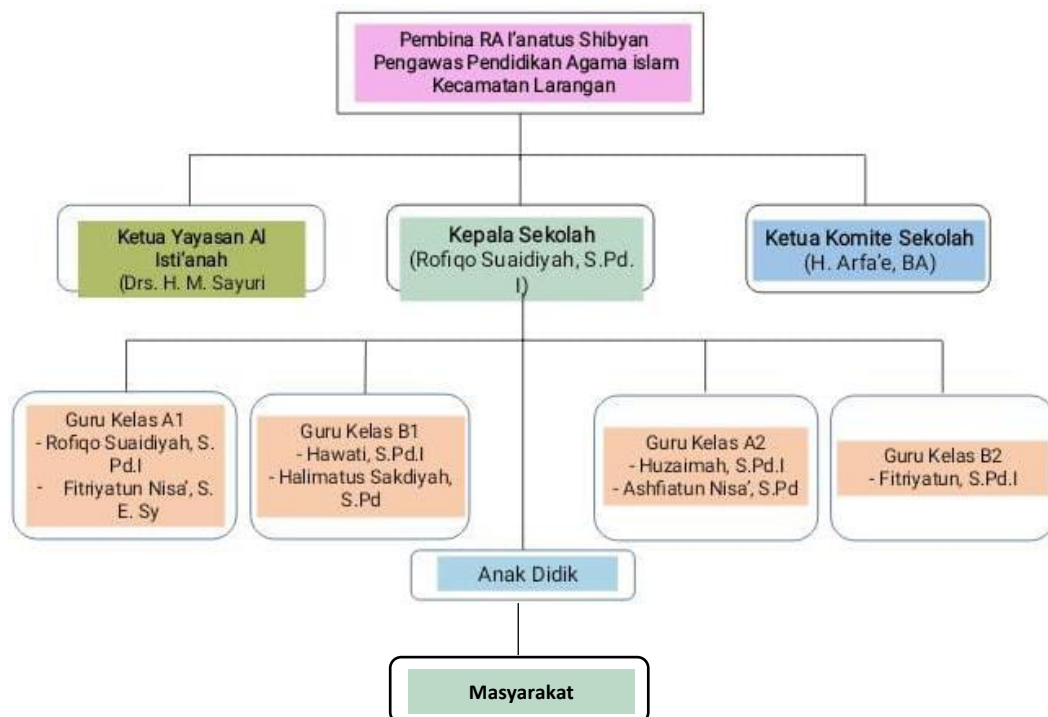 Pembina RA I'anatus Shibyan
Pengawas Pendidikan Agama islam
Kecamatan Larangan
Ketua Yayasan Al
Isti'anah
(Drs. H. M. Sayuri
Kepala Sekolah
(Rofiqo Suaidiyah, S.Pd.
I)
Ketua Komite Sekolah
(H. Arfa'e, BA)
Guru Kelas A1
- Rofiqo Suaidiyah, S.
Pd.I
- Fitriyatun Nisa', S.
E. Sy
Guru Kelas B1
- Hawati, S.Pd.I
- Halimatus Sakdiyah,
S.Pd
Guru Kelas A2
- Huzaimah, S.Pd.I
- Ashfiatun Nisa', S.Pd
Guru Kelas B2
- Fitriyatun, S.Pd.I
Anak Didik
Masyarakat